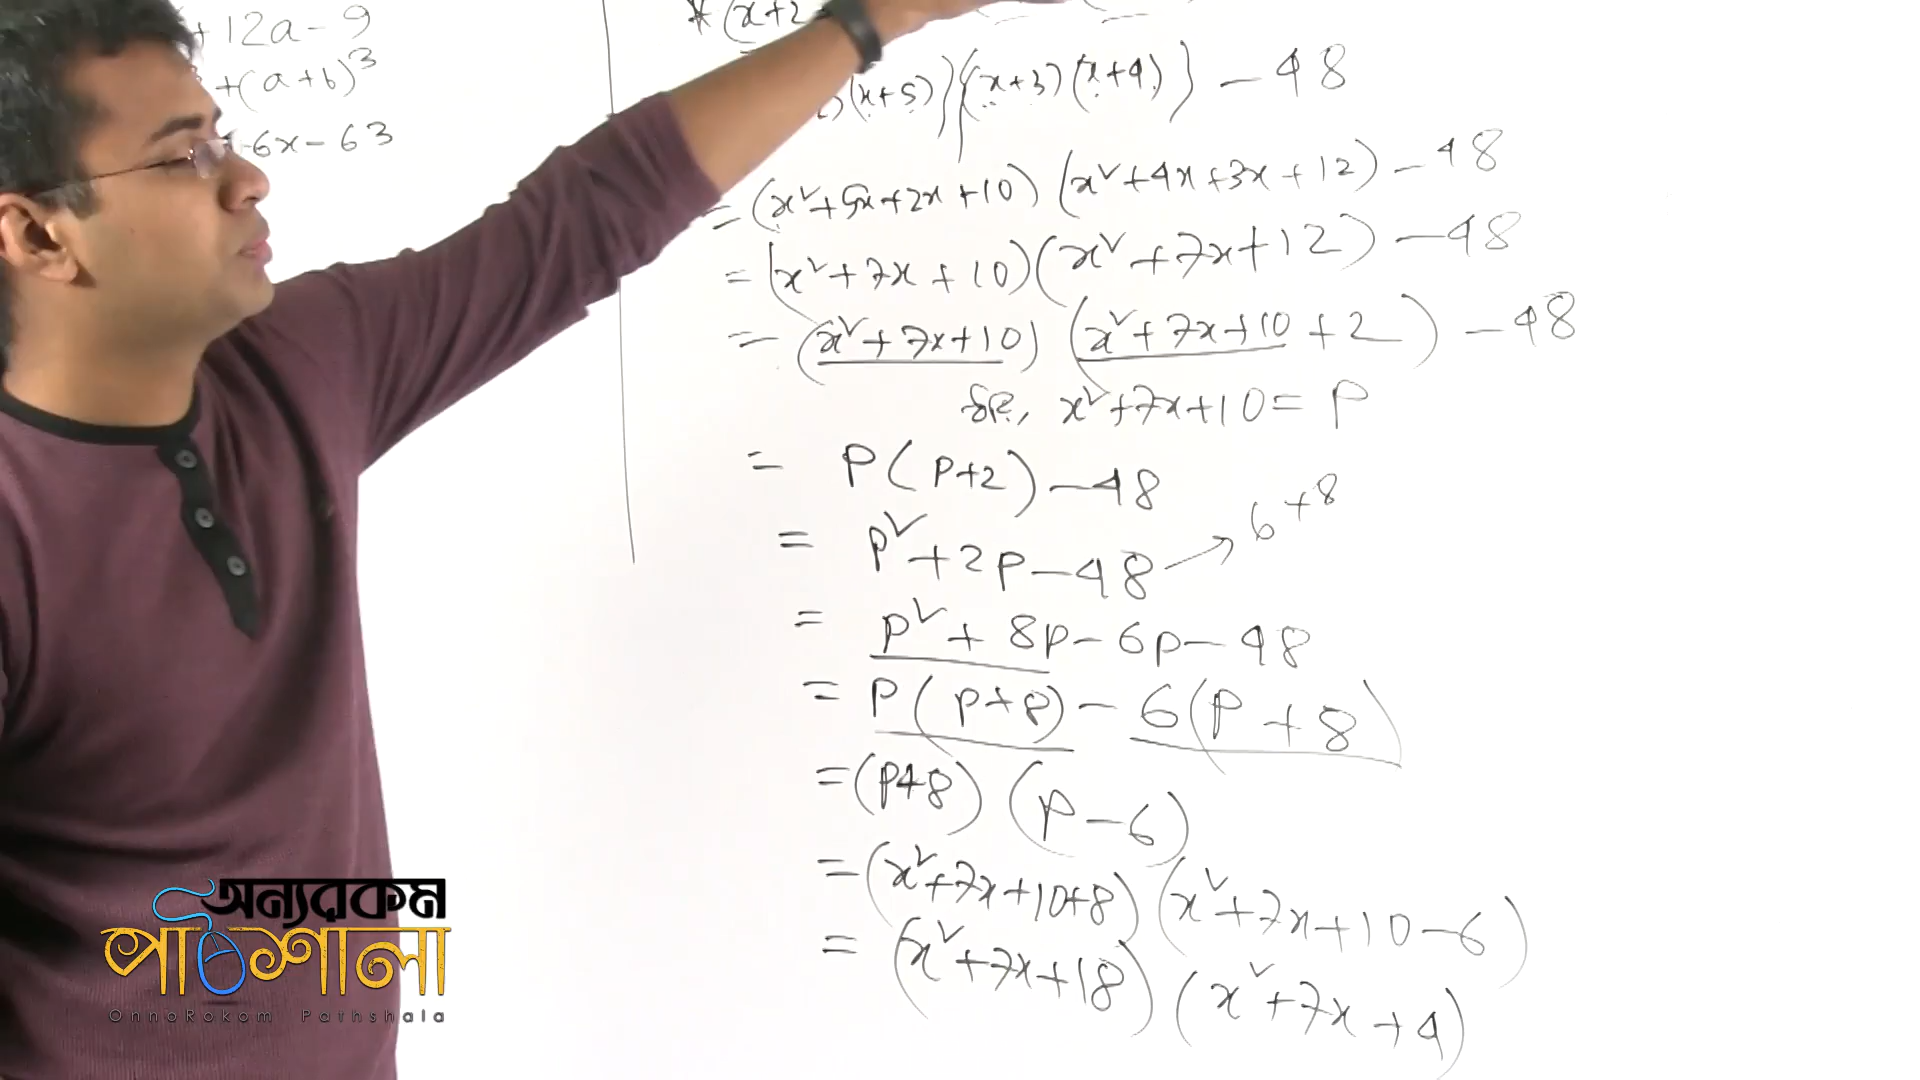 + 12a - 9
+(a+b)³
6x - 63
* (x+2
(x+5)}{(x+3)(x+4)} - 48
= (x²+5x+2x+10) (x²+4x+3x+12) - 48
= (x²+7x+10)(x²+7x+12) - 48
= (x²+7x+10) (x²+7x+10+2) - 48
ধরি, x²+7x+10 = P
= P(P+2) - 48
= P²+2P-48 → 6 +8
= P² + 8P - 6P - 48
= P(P+8) - 6(P+8)
= (P+8) (P-6)
= (x²+7x+10+8) (x²+7x+10-6)
= (x²+7x+18) (x²+7x+4)
অন্যরকম
পাঠশালা
OnnoRokom Pathshala